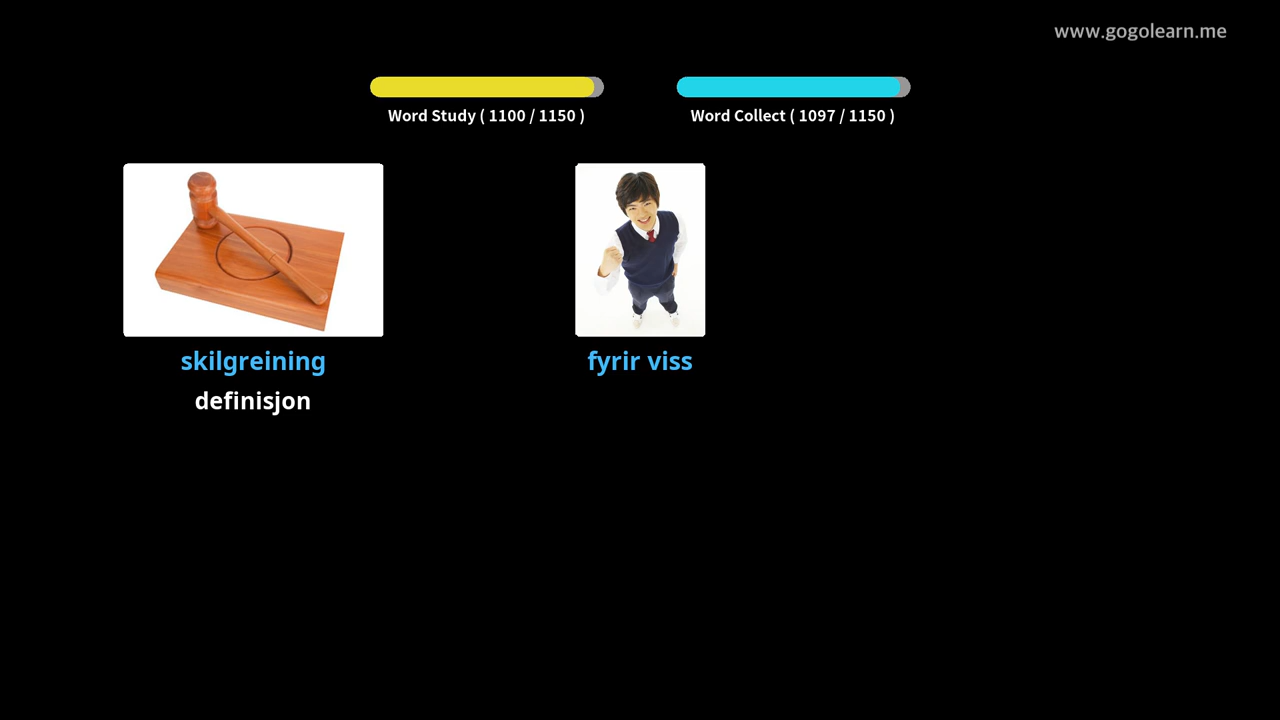 www.gogolearn.me
Word Study ( 1100 / 1150 )
Word Collect ( 1097 / 1150 )
skilgreining
fyrir viss
definisjon